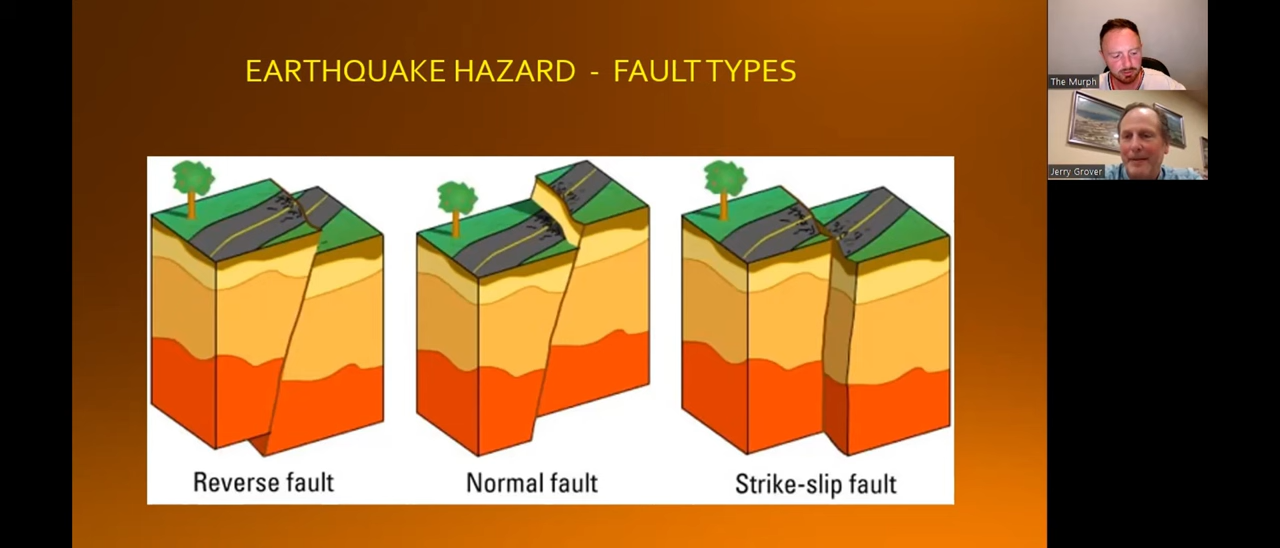 EARTHQUAKE HAZARD - FAULT TYPES
The Murph
Jerry Grover
Reverse fault
Normal fault
Strike-slip fault